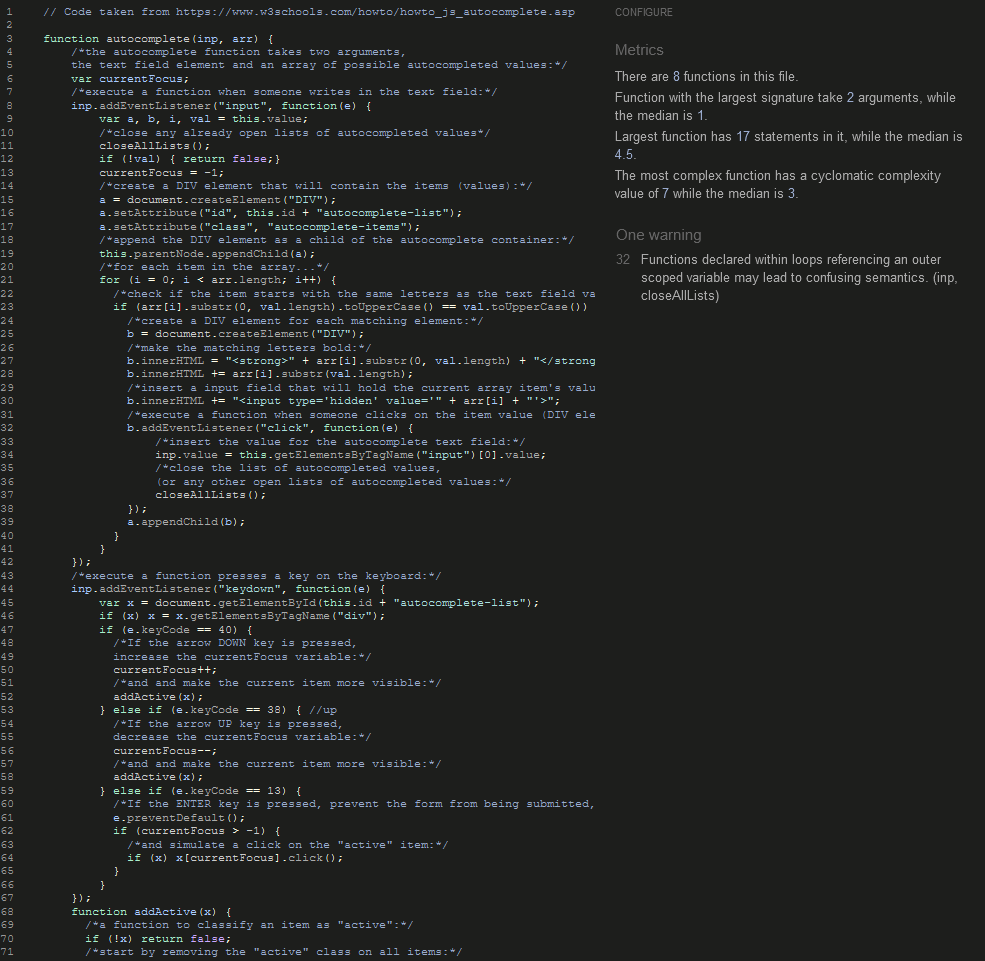 1 // Code taken from https://www.w3schools.com/howto/howto_js_autocomplete.asp
2
3 function autocomplete(inp, arr) {
4 /*the autocomplete function takes two arguments,
5 the text field element and an array of possible autocompleted values:*/
6 var currentFocus;
7 /*execute a function when someone writes in the text field:*/
8 inp.addEventListener("input", function(e) {
9 var a, b, i, val = this.value;
10 /*close any already open lists of autocompleted values*/
11 closeAllLists();
12 if (!val) { return false;}
13 currentFocus = -1;
14 /*create a DIV element that will contain the items (values):*/
15 a = document.createElement("DIV");
16 a.setAttribute("id", this.id + "autocomplete-list");
17 a.setAttribute("class", "autocomplete-items");
18 /*append the DIV element as a child of the autocomplete container:*/
19 this.parentNode.appendChild(a);
20 /*for each item in the array...*/
21 for (i = 0; i < arr.length; i++) {
22 /*check if the item starts with the same letters as the text field va
23 if (arr[i].substr(0, val.length).toUpperCase() == val.toUpperCase())
24 /*create a DIV element for each matching element:*/
25 b = document.createElement("DIV");
26 /*make the matching letters bold:*/
27 b.innerHTML = "<strong>" + arr[i].substr(0, val.length) + "</strong
28 b.innerHTML += arr[i].substr(val.length);
29 /*insert a input field that will hold the current array item's valu
30 b.innerHTML += "<input type='hidden' value='" + arr[i] + "'>";
31 /*execute a function when someone clicks on the item value (DIV ele
32 b.addEventListener("click", function(e) {
33 /*insert the value for the autocomplete text field:*/
34 inp.value = this.getElementsByTagName("input")[0].value;
35 /*close the list of autocompleted values,
36 (or any other open lists of autocompleted values:*/
37 closeAllLists();
38 });
39 a.appendChild(b);
40 }
41 }
42 });
43 /*execute a function presses a key on the keyboard:*/
44 inp.addEventListener("keydown", function(e) {
45 var x = document.getElementById(this.id + "autocomplete-list");
46 if (x) x = x.getElementsByTagName("div");
47 if (e.keyCode == 40) {
48 /*If the arrow DOWN key is pressed,
49 increase the currentFocus variable:*/
50 currentFocus++;
51 /*and and make the current item more visible:*/
52 addActive(x);
53 } else if (e.keyCode == 38) { //up
54 /*If the arrow UP key is pressed,
55 decrease the currentFocus variable:*/
56 currentFocus--;
57 /*and and make the current item more visible:*/
58 addActive(x);
59 } else if (e.keyCode == 13) {
60 /*If the ENTER key is pressed, prevent the form from being submitted,
61 e.preventDefault();
62 if (currentFocus > -1) {
63 /*and simulate a click on the "active" item:*/
64 if (x) x[currentFocus].click();
65 }
66 }
67 });
68 function addActive(x) {
69 /*a function to classify an item as "active":*/
70 if (!x) return false;
71 /*start by removing the "active" class on all items:*/
CONFIGURE
Metrics
There are 8 functions in this file.
Function with the largest signature take 2 arguments, while
the median is 1.
Largest function has 17 statements in it, while the median is
4.5.
The most complex function has a cyclomatic complexity
value of 7 while the median is 3.
One warning
32 Functions declared within loops referencing an outer
scoped variable may lead to confusing semantics. (inp,
closeAllLists)